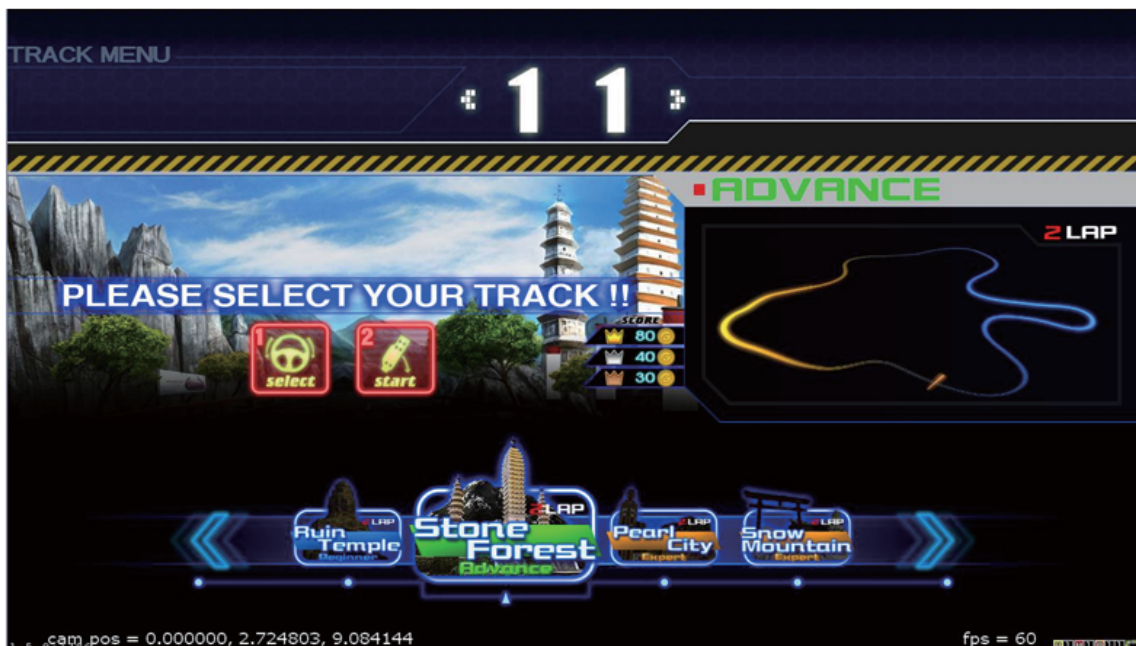 TRACK MENU
1 1
ADVANCE
2 LAP
PLEASE SELECT YOUR TRACK !!
SCORE
80
40
30
1
select
2
start
2 LAP
Ruin
Temple
Beginner
2 LAP
Stone
Forest
Advance
2 LAP
Pearl
City
Expert
2 LAP
Snow
Mountain
Expert
cam pos = 0.000000, 2.724803, 9.084144
fps = 60